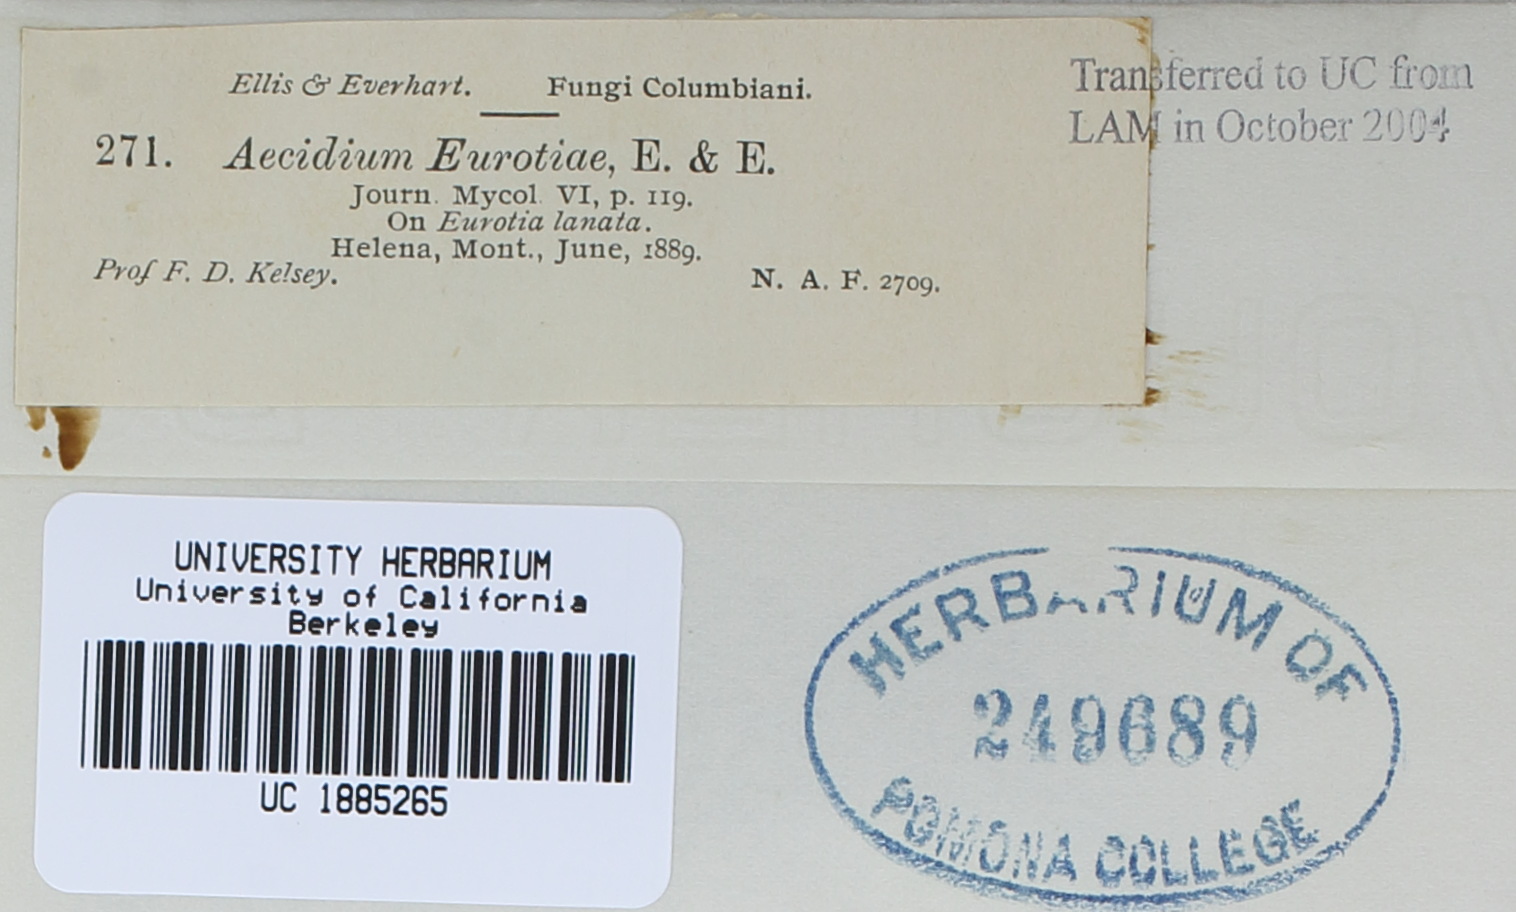 Ellis & Everhart. Fungi Columbiani.
271. Aecidium Eurotiae, E. & E.
Journ. Mycol. VI, p. 119.
On Eurotia lanata.
Helena, Mont., June, 1889.
Prof F. D. Kelsey. N. A. F. 2709.
Transferred to UC from
LAM in October 2004
UNIVERSITY HERBARIUM
University of California
Berkeley
UC 1885265
HERBARIUM OF
249689
POMONA COLLEGE